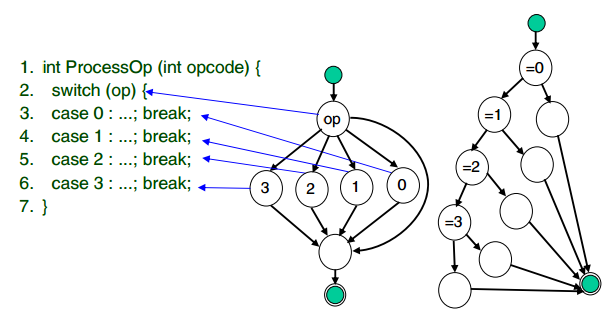 1. int ProcessOp (int opcode) {
2. switch (op) {
3. case 0 : ...; break;
4. case 1 : ...; break;
5. case 2 : ...; break;
6. case 3 : ...; break;
7. }
op
3
2
1
0
=0
=1
=2
=3